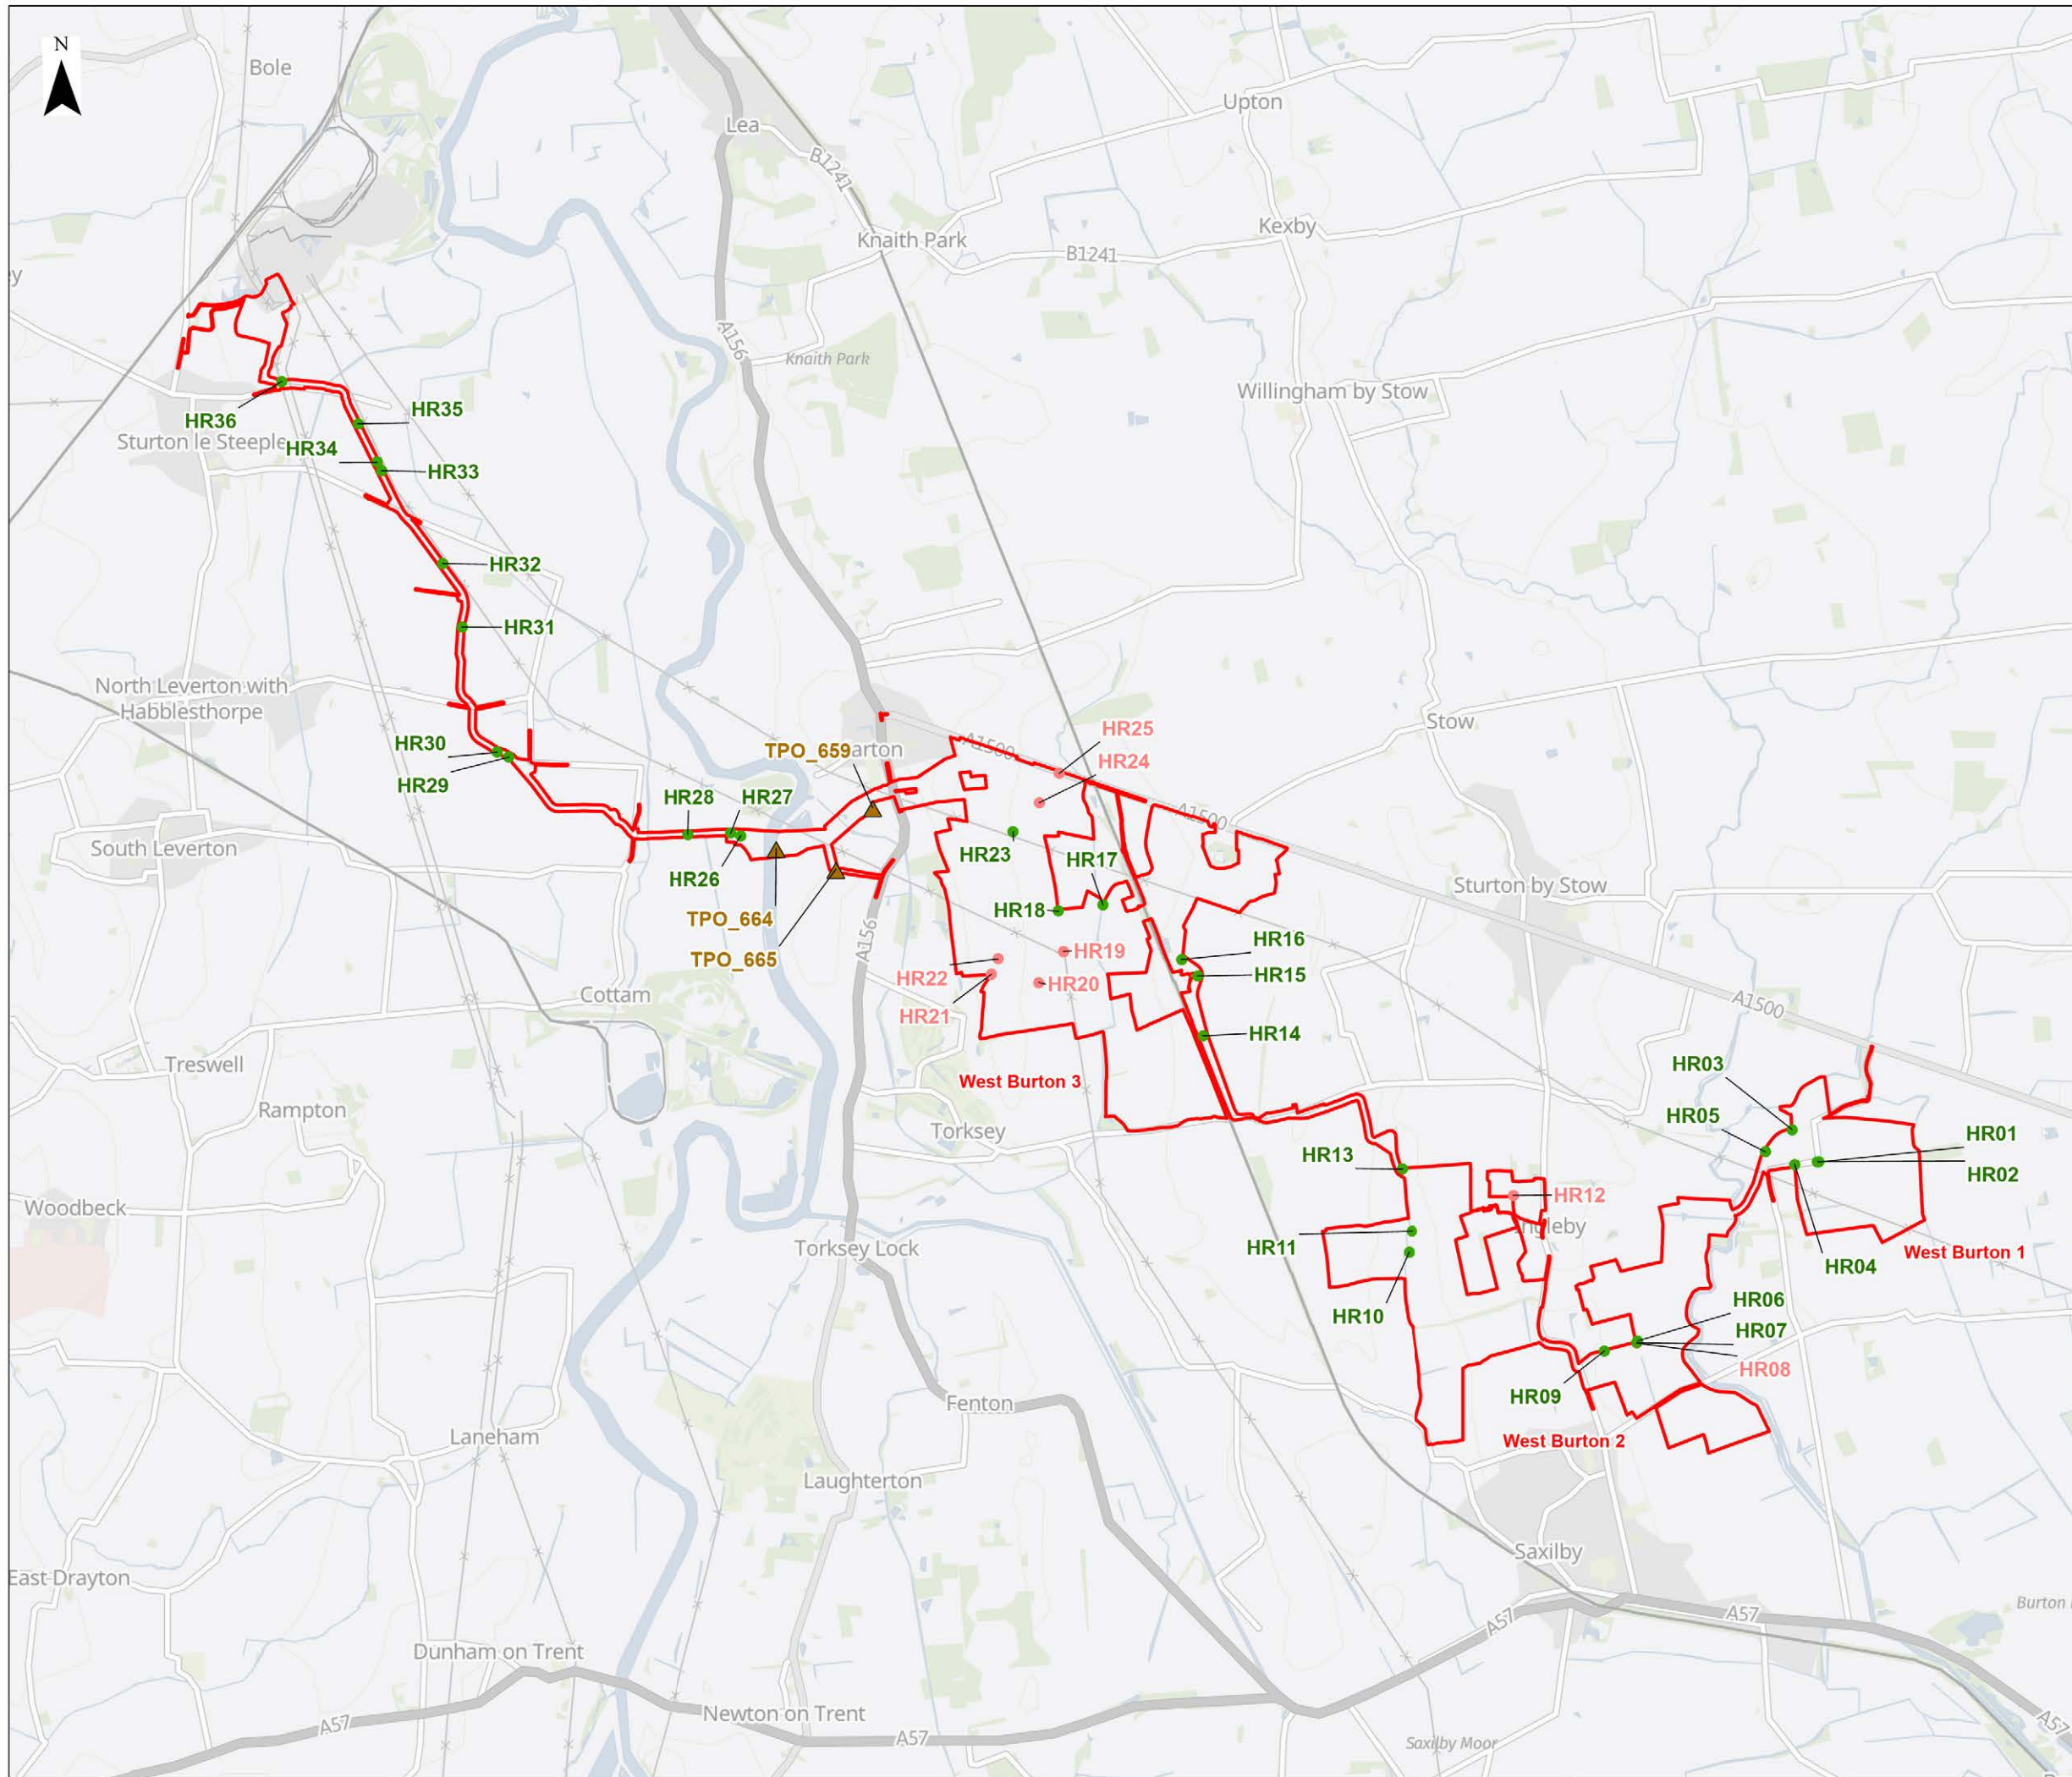 N
Bole
Lea
B1241
Upton
Knaith Park
Kexby
B1241
ey
A156
Knaith Park
Willingham by Stow
HR36
HR35
Sturton le Steeple
HR34
HR33
HR32
HR31
North Leverton with
Habblesthorpe
HR30
HR29
TPO_659
arton
A1500
HR25
HR24
Stow
HR28
HR27
A1500
South Leverton
HR26
HR23
HR17
Sturton by Stow
TPO_664
HR18
TPO_665
A156
HR16
HR19
HR15
HR22
HR20
Cottam
HR21
A1500
HR14
Treswell
HR03
West Burton 3
Rampton
HR05
Torksey
HR01
HR13
HR02
HR12
Woodbeck
Ingleby
HR11
Torksey Lock
West Burton 1
HR04
HR10
HR06
HR07
HR08
HR09
Fenton
Laneham
West Burton 2
Laughterton
Saxilby
East Drayton
Burton
A57
A57
Dunham on Trent
Newton on Trent
A57
A57
Saxilby Moor
A57